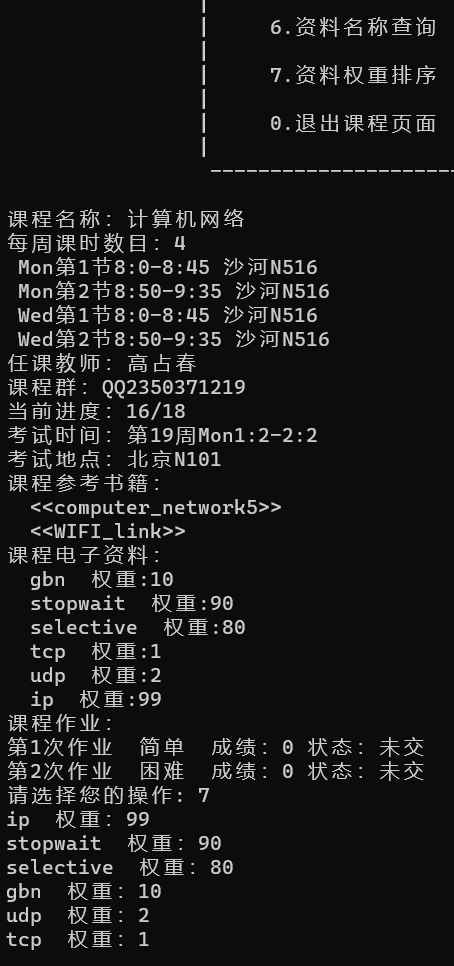 6.资料名称查询
7.资料权重排序
0.退出课程页面
课程名称: 计算机网络
每周课时数目: 4
Mon第1节8:0-8:45 沙河N516
Mon第2节8:50-9:35 沙河N516
Wed第1节8:0-8:45 沙河N516
Wed第2节8:50-9:35 沙河N516
任课教师: 高占春
课程群: QQ2350371219
当前进度: 16/18
考试时间: 第19周Mon1:2-2:2
考试地点: 北京N101
课程参考书籍:
<<computer_network5>>
<<WIFI_link>>
课程电子资料:
gbn 权重:10
stopwait 权重:90
selective 权重:80
tcp 权重:1
udp 权重:2
ip 权重:99
课程作业:
第1次作业 简单 成绩: 0 状态: 未交
第2次作业 困难 成绩: 0 状态: 未交
请选择您的操作: 7
ip 权重: 99
stopwait 权重: 90
selective 权重: 80
gbn 权重: 10
udp 权重: 2
tcp 权重: 1